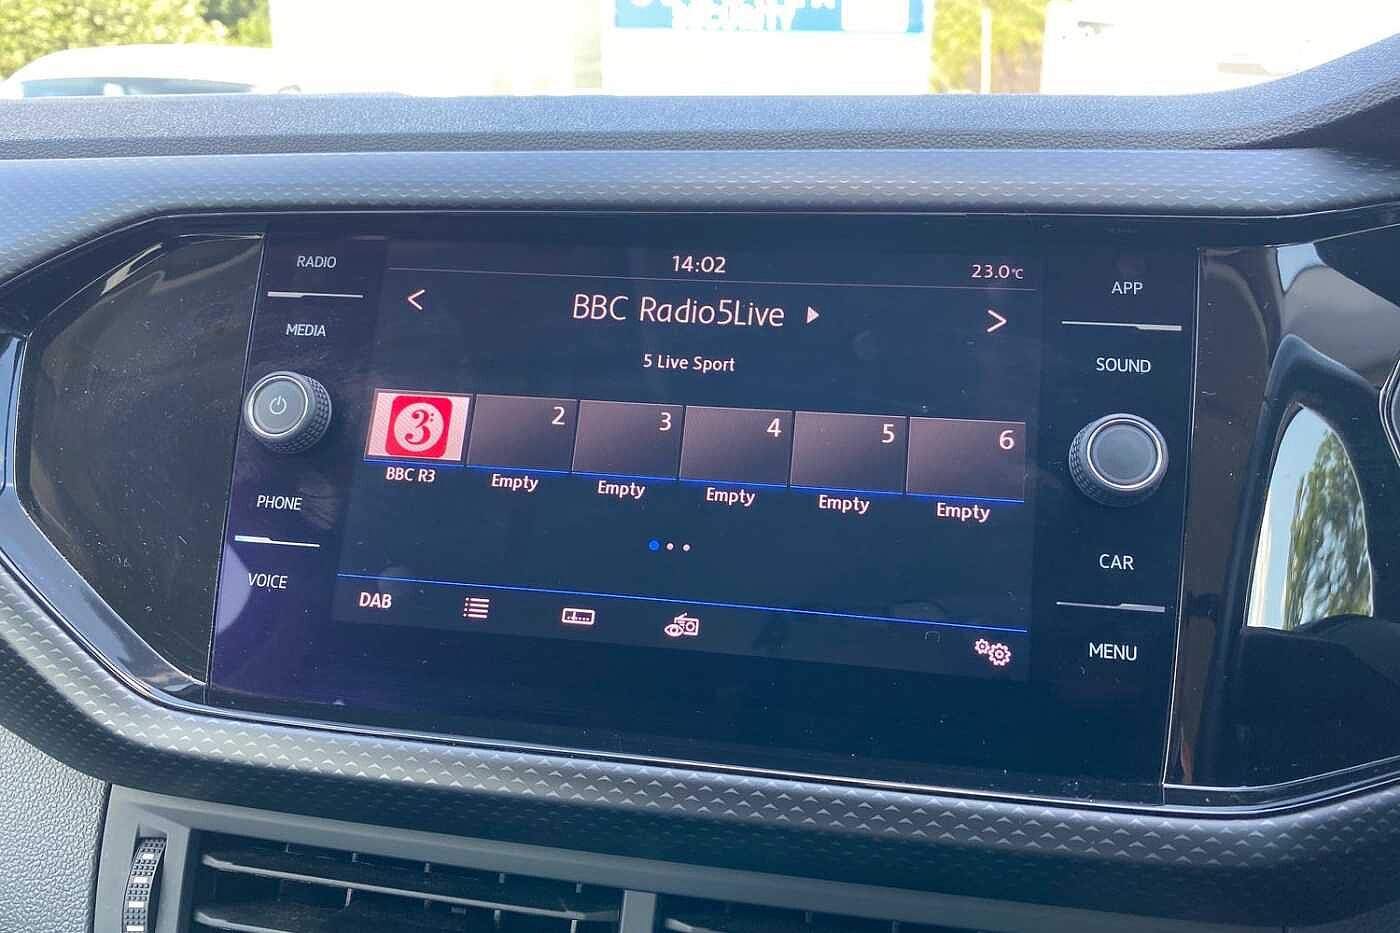 SECURITY
RADIO
MEDIA
PHONE
VOICE
14:02
23.0°C
< BBC Radio5Live >
5 Live Sport
3 2 3 4 5 6
BBC R3 Empty Empty Empty Empty Empty
DAB
APP
SOUND
CAR
MENU